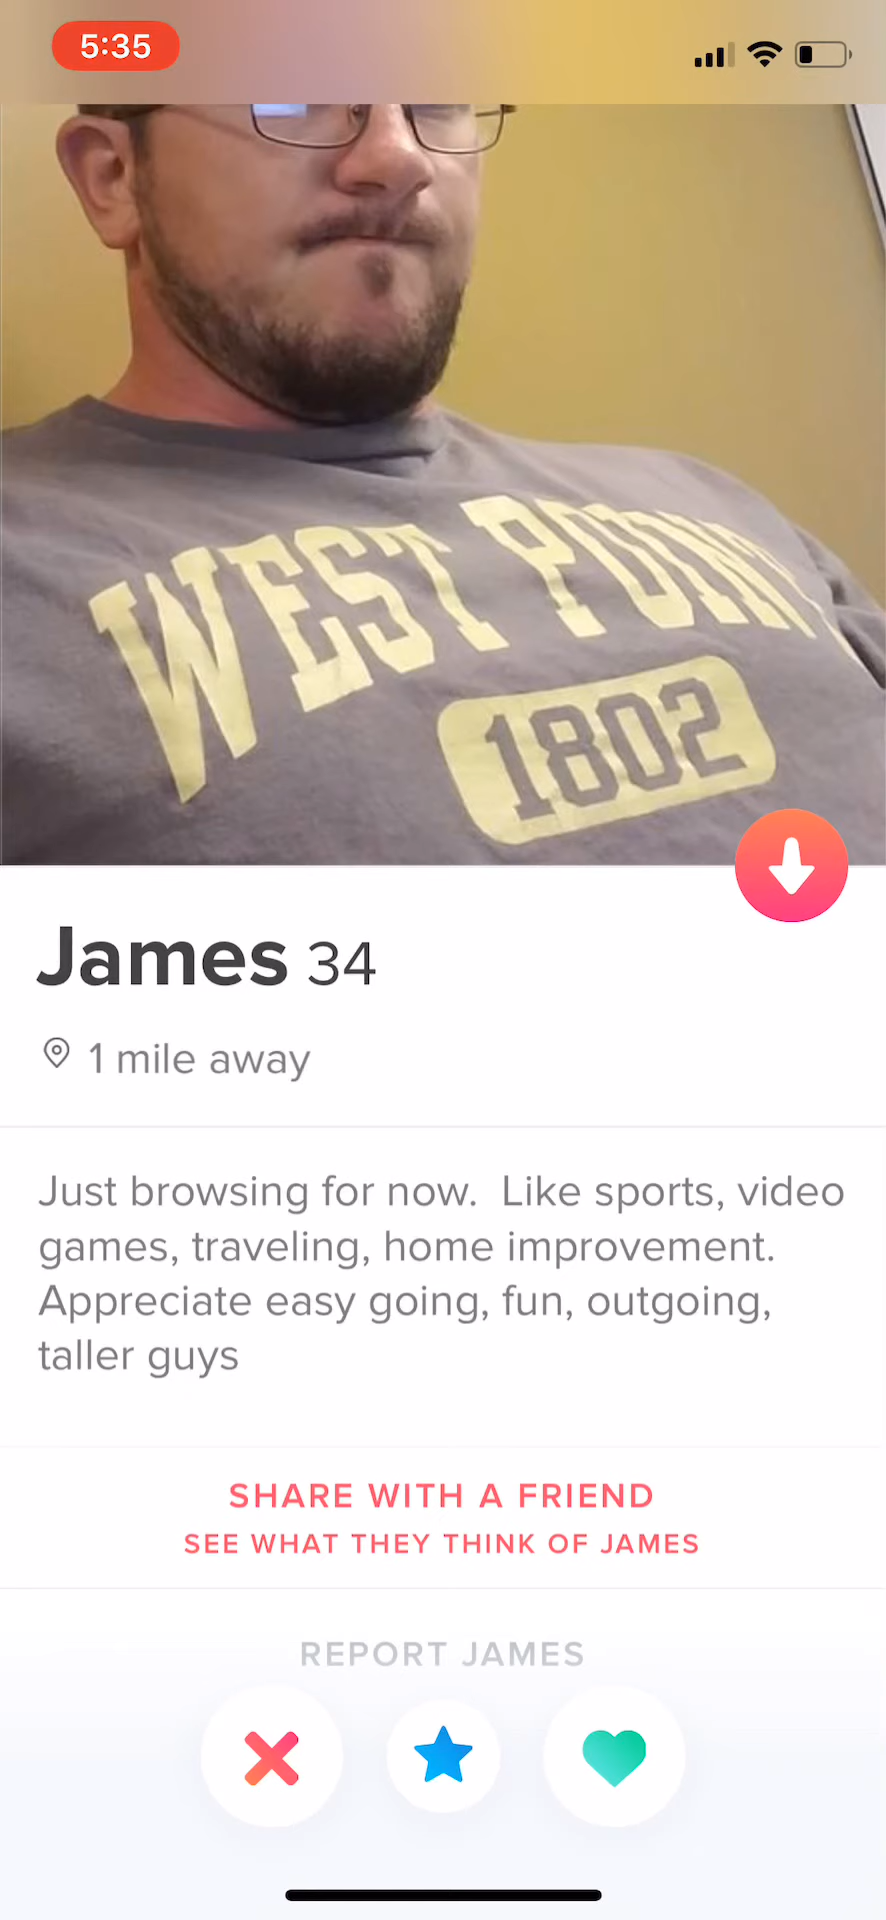 5:35
WEST POINT
1802
James 34
1 mile away
Just browsing for now.  Like sports, video
games, traveling, home improvement.
Appreciate easy going, fun, outgoing,
taller guys
SHARE WITH A FRIEND
SEE WHAT THEY THINK OF JAMES
REPORT JAMES